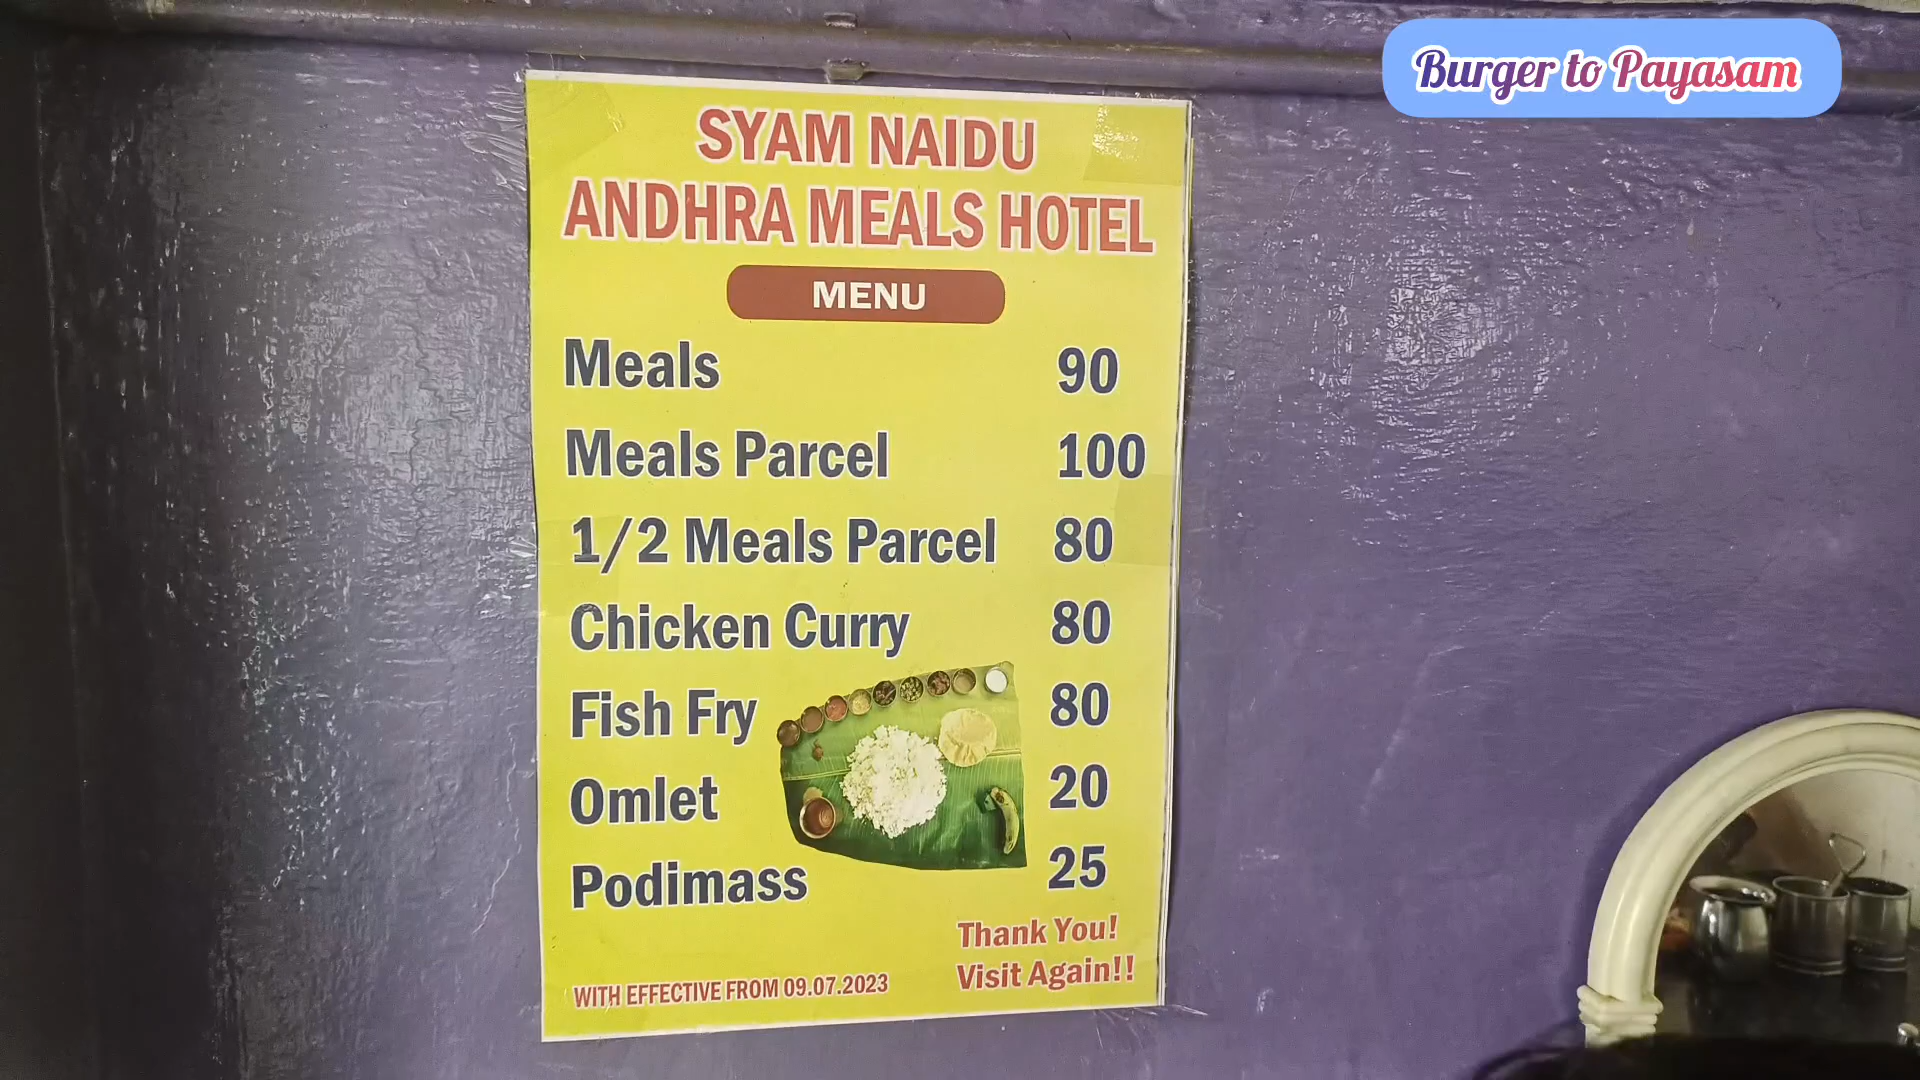 Burger to Payasam
SYAM NAIDU
ANDHRA MEALS HOTEL
MENU
Meals 90
Meals Parcel 100
1/2 Meals Parcel 80
Chicken Curry 80
Fish Fry 80
Omlet 20
Podimass 25
Thank You!
Visit Again!!
WITH EFFECTIVE FROM 09.07.2023